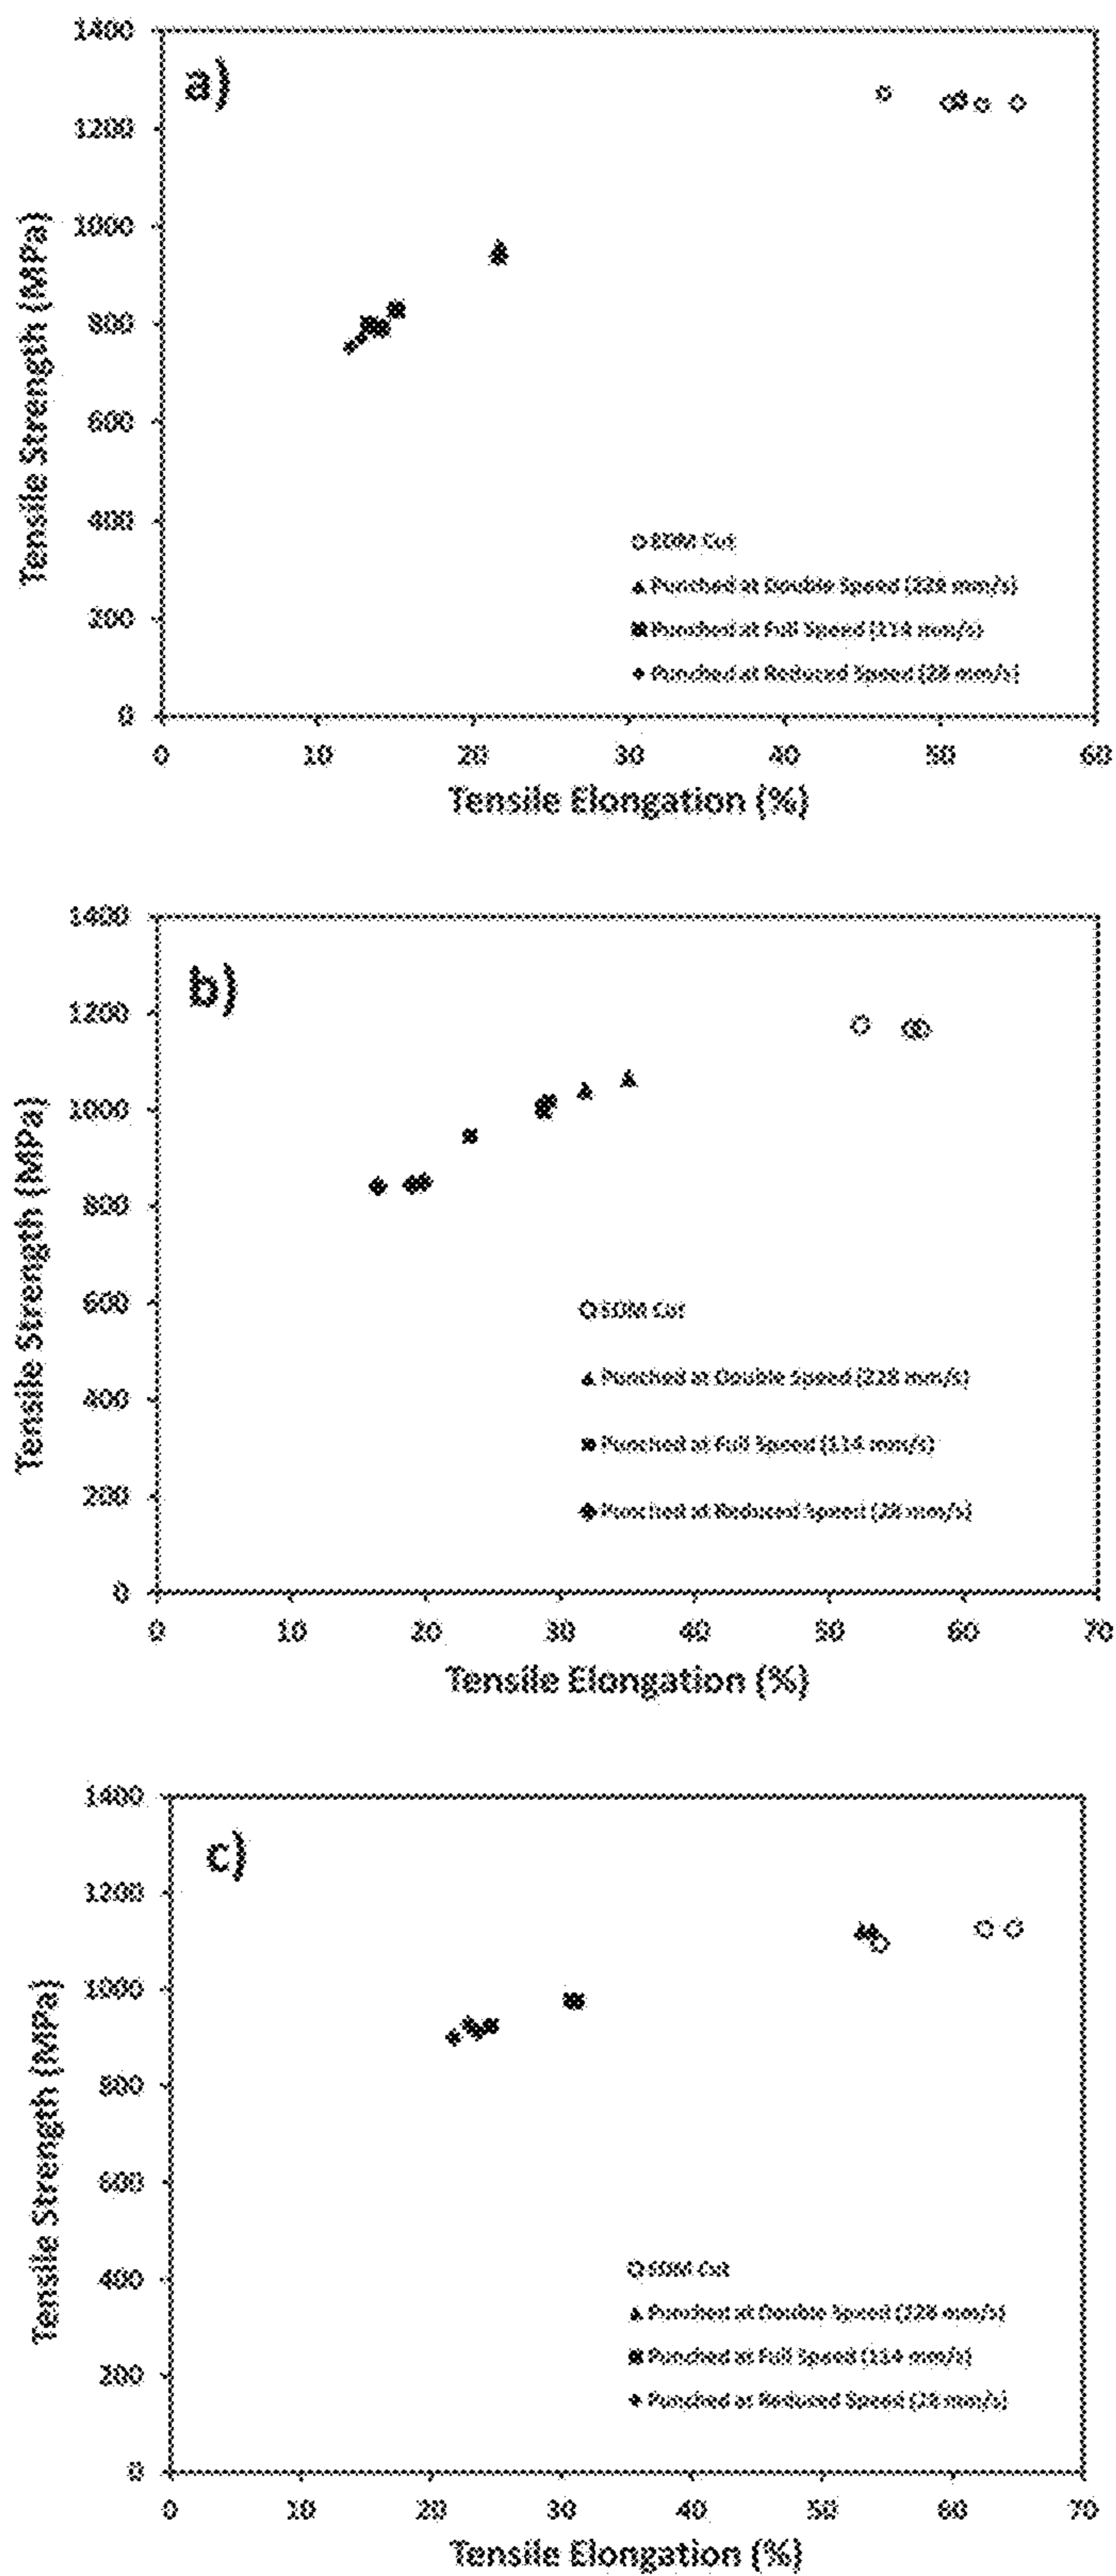 a)
1400
1200
1000
800
600
400
200
0
Tensile Strength (MPa)
EDM Cut
Punched at Double Speed (228 mm/s)
Punched at Full Speed (114 mm/s)
Punched at Reduced Speed (28 mm/s)
0 10 20 30 40 50 60
Tensile Elongation (%)
b)
1400
1200
1000
800
600
400
200
0
Tensile Strength (MPa)
EDM Cut
Punched at Double Speed (228 mm/s)
Punched at Full Speed (114 mm/s)
Punched at Reduced Speed (28 mm/s)
0 10 20 30 40 50 60 70
Tensile Elongation (%)
c)
1400
1200
1000
800
600
400
200
0
Tensile Strength (MPa)
EDM Cut
Punched at Double Speed (228 mm/s)
Punched at Full Speed (114 mm/s)
Punched at Reduced Speed (28 mm/s)
0 10 20 30 40 50 60 70
Tensile Elongation (%)